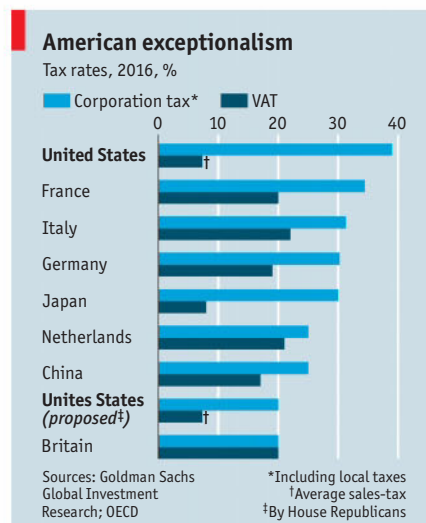 American exceptionalism
Tax rates, 2016, %
Corporation tax* VAT
0 10 20 30 40
United States
†
France
Italy
Germany
Japan
Netherlands
China
Unites States
(proposed‡) †
Britain
Sources: Goldman Sachs
Global Investment
Research; OECD
*Including local taxes
†Average sales-tax
‡By House Republicans